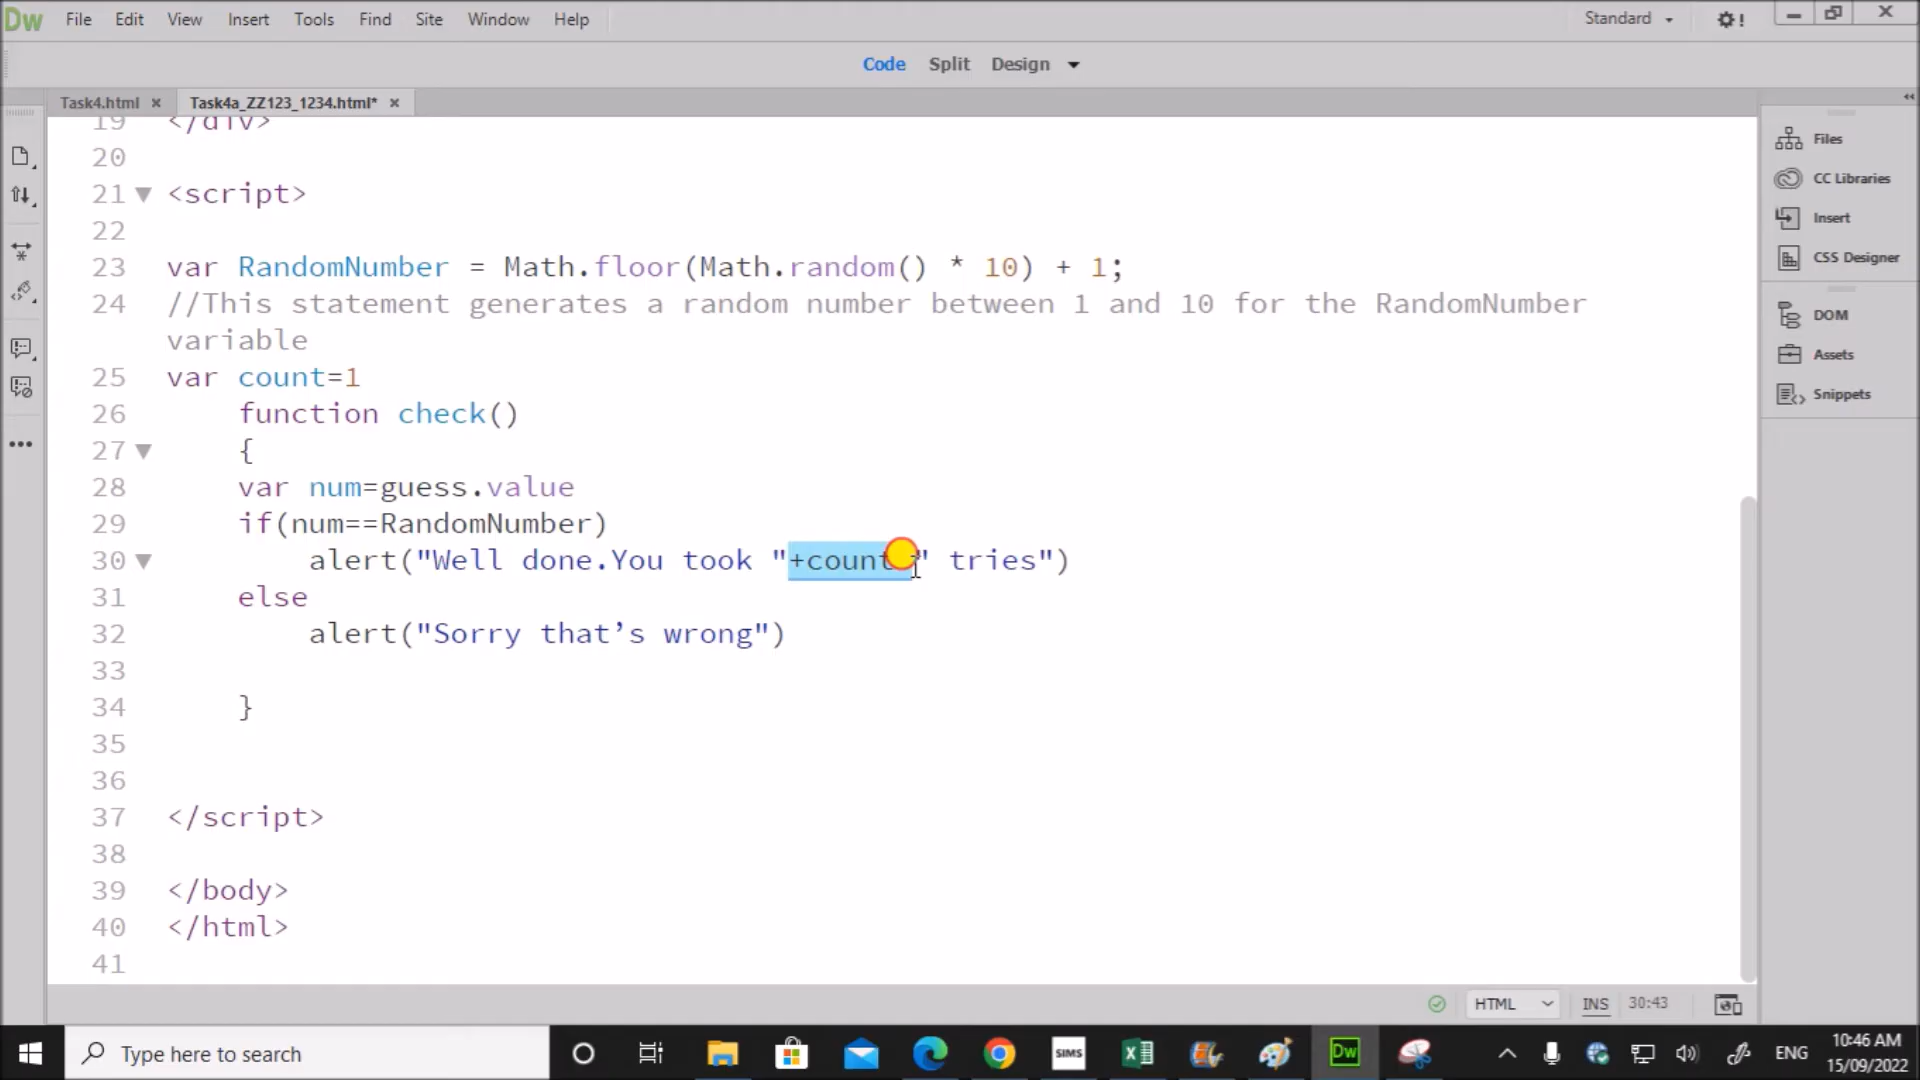 Dw File Edit View Insert Tools Find Site Window Help Standard
Code Split Design
Task4.html × Task4a_ZZ123_1234.html* ×
19 </div>
20
21 <script>
22
23 var RandomNumber = Math.floor(Math.random() * 10) + 1;
24 //This statement generates a random number between 1 and 10 for the RandomNumber
variable
25 var count=1
26 function check()
27 {
28 var num=guess.value
29 if(num==RandomNumber)
30 alert("Well done.You took "+count " tries")
31 else
32 alert("Sorry that’s wrong")
33
34 }
35
36
37 </script>
38
39 </body>
40 </html>
41
Files
CC Libraries
Insert
CSS Designer
DOM
Assets
Snippets
HTML INS 30:43
Type here to search
SIMS
Dw
ENG
10:46 AM
15/09/2022